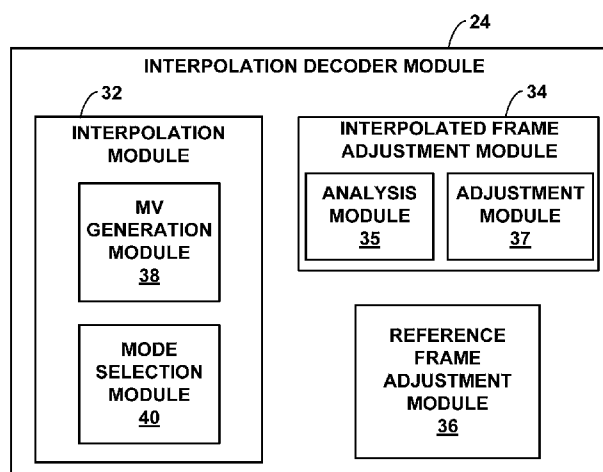 24
INTERPOLATION DECODER MODULE
32
INTERPOLATION
MODULE
MV
GENERATION
MODULE
38
MODE
SELECTION
MODULE
40
34
INTERPOLATED FRAME
ADJUSTMENT MODULE
ANALYSIS
MODULE
35
ADJUSTMENT
MODULE
37
REFERENCE
FRAME
ADJUSTMENT
MODULE
36